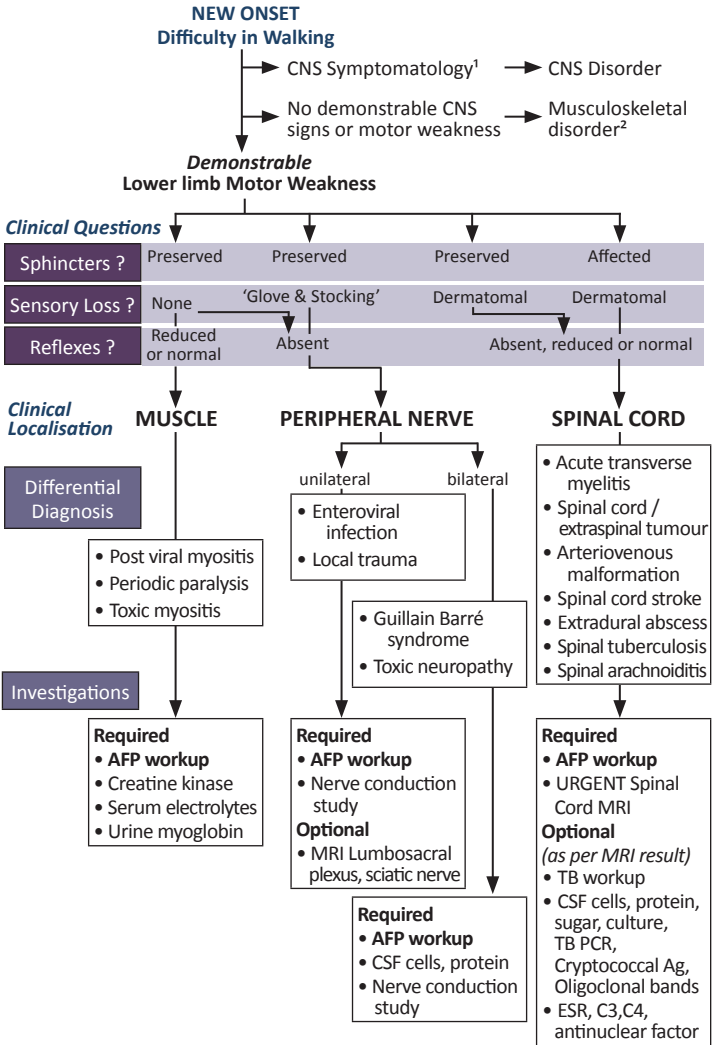 NEW ONSET
Difficulty in Walking
CNS Symptomatology¹
CNS Disorder
No demonstrable CNS
signs or motor weakness
Musculoskeletal
disorder²
Demonstrable
Lower limb Motor Weakness
Clinical Questions
Sphincters ?
Preserved
Preserved
Preserved
Affected
Sensory Loss ?
None
'Glove & Stocking'
Dermatomal
Dermatomal
Reflexes ?
Reduced
or normal
Absent
Absent, reduced or normal
Clinical
Localisation
MUSCLE
PERIPHERAL NERVE
SPINAL CORD
unilateral
bilateral
Differential
Diagnosis
• Post viral myositis
• Periodic paralysis
• Toxic myositis
• Enteroviral
infection
• Local trauma
• Guillain Barré
syndrome
• Toxic neuropathy
• Acute transverse
myelitis
• Spinal cord /
extraspinal tumour
• Arteriovenous
malformation
• Spinal cord stroke
• Extradural abscess
• Spinal tuberculosis
• Spinal arachnoiditis
Investigations
Required
• AFP workup
• Creatine kinase
• Serum electrolytes
• Urine myoglobin
Required
• AFP workup
• Nerve conduction
study
Optional
• MRI Lumbosacral
plexus, sciatic nerve
Required
• AFP workup
• CSF cells, protein
• Nerve conduction
study
Required
• AFP workup
• URGENT Spinal
Cord MRI
Optional
(as per MRI result)
• TB workup
• CSF cells, protein,
sugar, culture,
TB PCR,
Cryptococcal Ag,
Oligoclonal bands
• ESR, C3,C4,
antinuclear factor